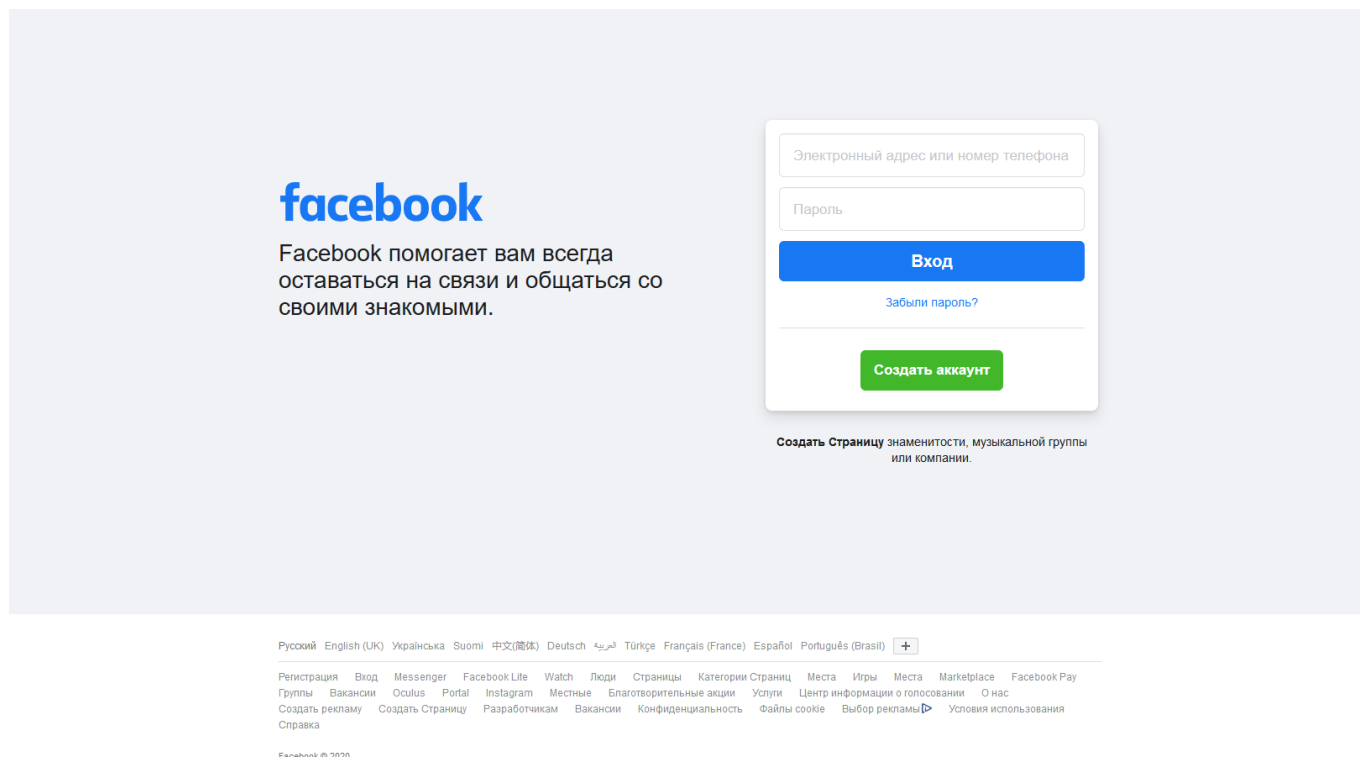 facebook
Facebook помогает вам всегда
оставаться на связи и общаться со
своими знакомыми.
Электронный адрес или номер телефона
Пароль
Вход
Забыли пароль?
Создать аккаунт
Создать Страницу знаменитости, музыкальной группы
или компании.
Русский English (UK) Українська Suomi 中文(简体) Deutsch العربية Türkçe Français (France) Español Português (Brasil) +
Регистрация Вход Messenger Facebook Lite Watch Люди Страницы Категории Страниц Места Игры Места Marketplace Facebook Pay
Группы Вакансии Oculus Portal Instagram Местные Благотворительные акции Услуги Центр информации о голосовании О нас
Создать рекламу Создать Страницу Разработчикам Вакансии Конфиденциальность Файлы cookie Выбор рекламы Условия использования
Справка
Facebook © 2020